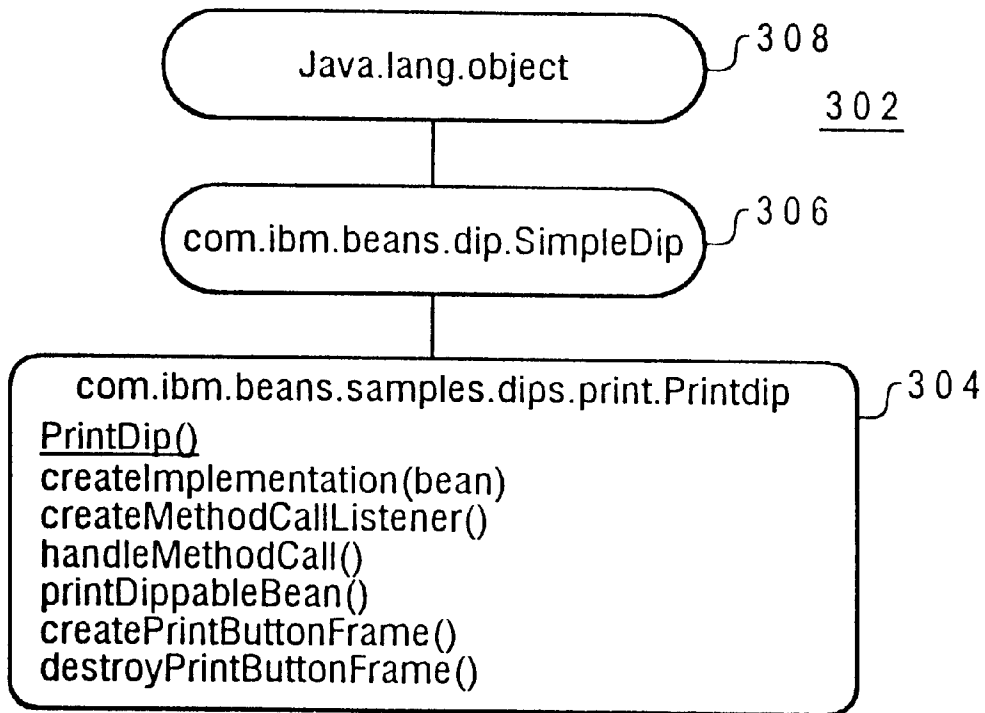 Java.lang.object
308
302
com.ibm.beans.dip.SimpleDip
306
com.ibm.beans.samples.dips.print.Printdip
304
PrintDip()
createImplementation(bean)
createMethodCallListener()
handleMethodCall()
printDippableBean()
createPrintButtonFrame()
destroyPrintButtonFrame()